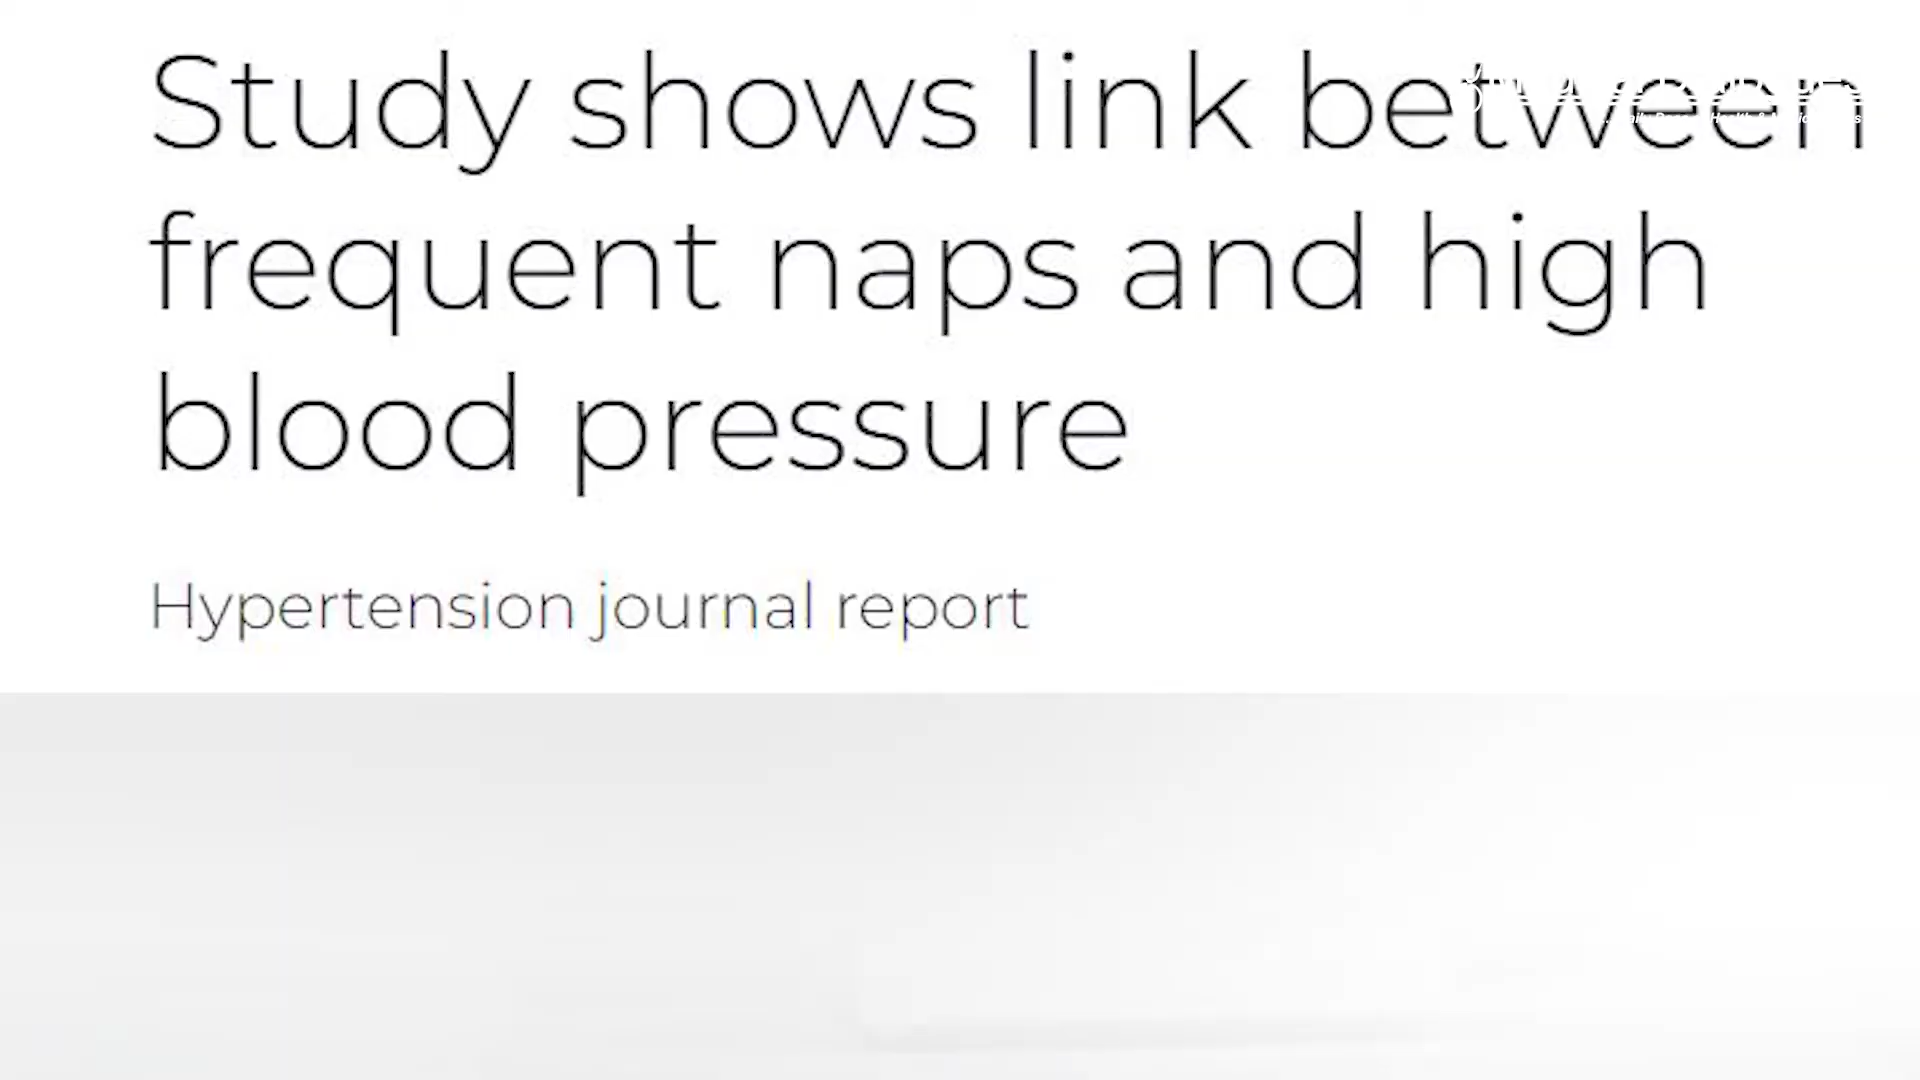 Study shows link between
frequent naps and high
blood pressure
Hypertension journal report